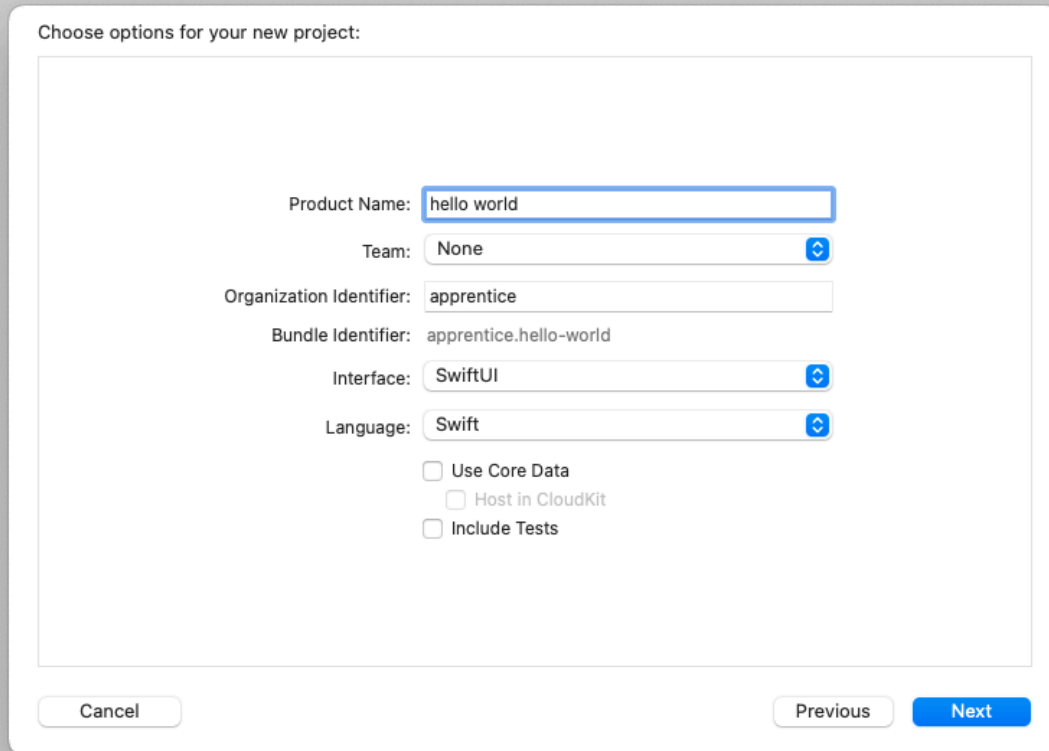 Choose options for your new project:
Product Name: hello world
Team: None
Organization Identifier: apprentice
Bundle Identifier: apprentice.hello-world
Interface: SwiftUI
Language: Swift
Use Core Data
Host in CloudKit
Include Tests
Cancel Previous Next